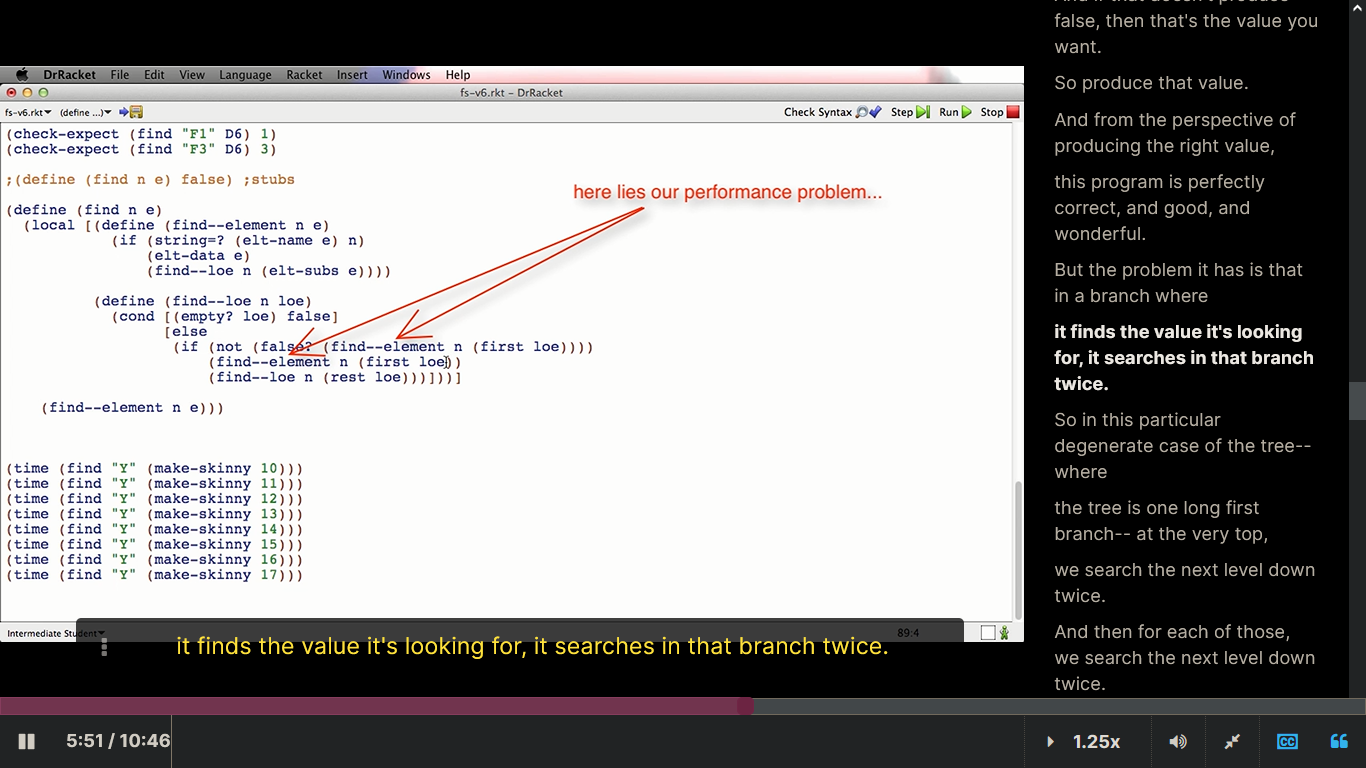 DrRacket File Edit View Language Racket Insert Windows Help
fs-v6.rkt - DrRacket
fs-v6.rkt▾ (define ...)▾ Check Syntax Step Run Stop
(check-expect (find "F1" D6) 1)
(check-expect (find "F3" D6) 3)
;(define (find n e) false) ;stubs
here lies our performance problem...
(define (find n e)
(local [(define (find--element n e)
(if (string=? (elt-name e) n)
(elt-data e)
(find--loe n (elt-subs e))))
(define (find--loe n loe)
(cond [(empty? loe) false]
[else
(if (not (false? (find--element n (first loe))))
(find--element n (first loe))
(find--loe n (rest loe)))]))]
(find--element n e)))
(time (find "Y" (make-skinny 10)))
(time (find "Y" (make-skinny 11)))
(time (find "Y" (make-skinny 12)))
(time (find "Y" (make-skinny 13)))
(time (find "Y" (make-skinny 14)))
(time (find "Y" (make-skinny 15)))
(time (find "Y" (make-skinny 16)))
(time (find "Y" (make-skinny 17)))
Intermediate Student▾ 89:4
it finds the value it's looking for, it searches in that branch twice.
5:51 / 10:46
1.25x
CC
false, then that's the value you
want.
So produce that value.
And from the perspective of
producing the right value,
this program is perfectly
correct, and good, and
wonderful.
But the problem it has is that
in a branch where
it finds the value it's looking
for, it searches in that branch
twice.
So in this particular
degenerate case of the tree--
where
the tree is one long first
branch-- at the very top,
we search the next level down
twice.
And then for each of those,
we search the next level down
twice.